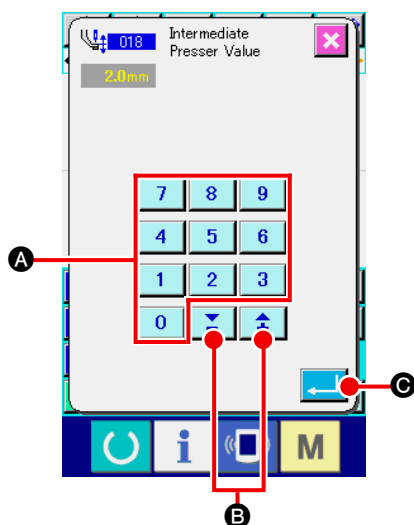 018
Intermediate
Presser Value
2.0mm
7 8 9
4 5 6
A
1 2 3
0
C
i M
B